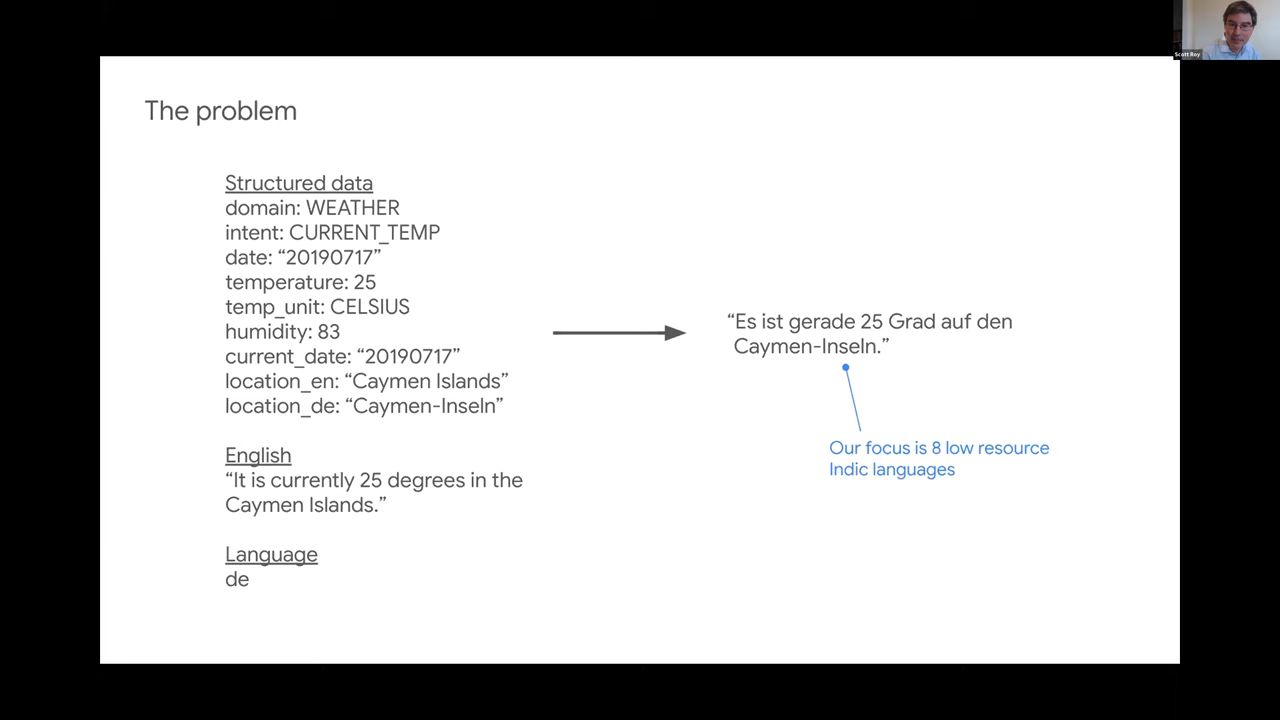 Scott Roy
The problem
Structured data
domain: WEATHER
intent: CURRENT_TEMP
date: “20190717”
temperature: 25
temp_unit: CELSIUS
humidity: 83
current_date: “20190717”
location_en: “Caymen Islands”
location_de: “Caymen-Inseln”
English
“It is currently 25 degrees in the
Caymen Islands.”
Language
de
“Es ist gerade 25 Grad auf den
Caymen-Inseln.”
Our focus is 8 low resource
Indic languages